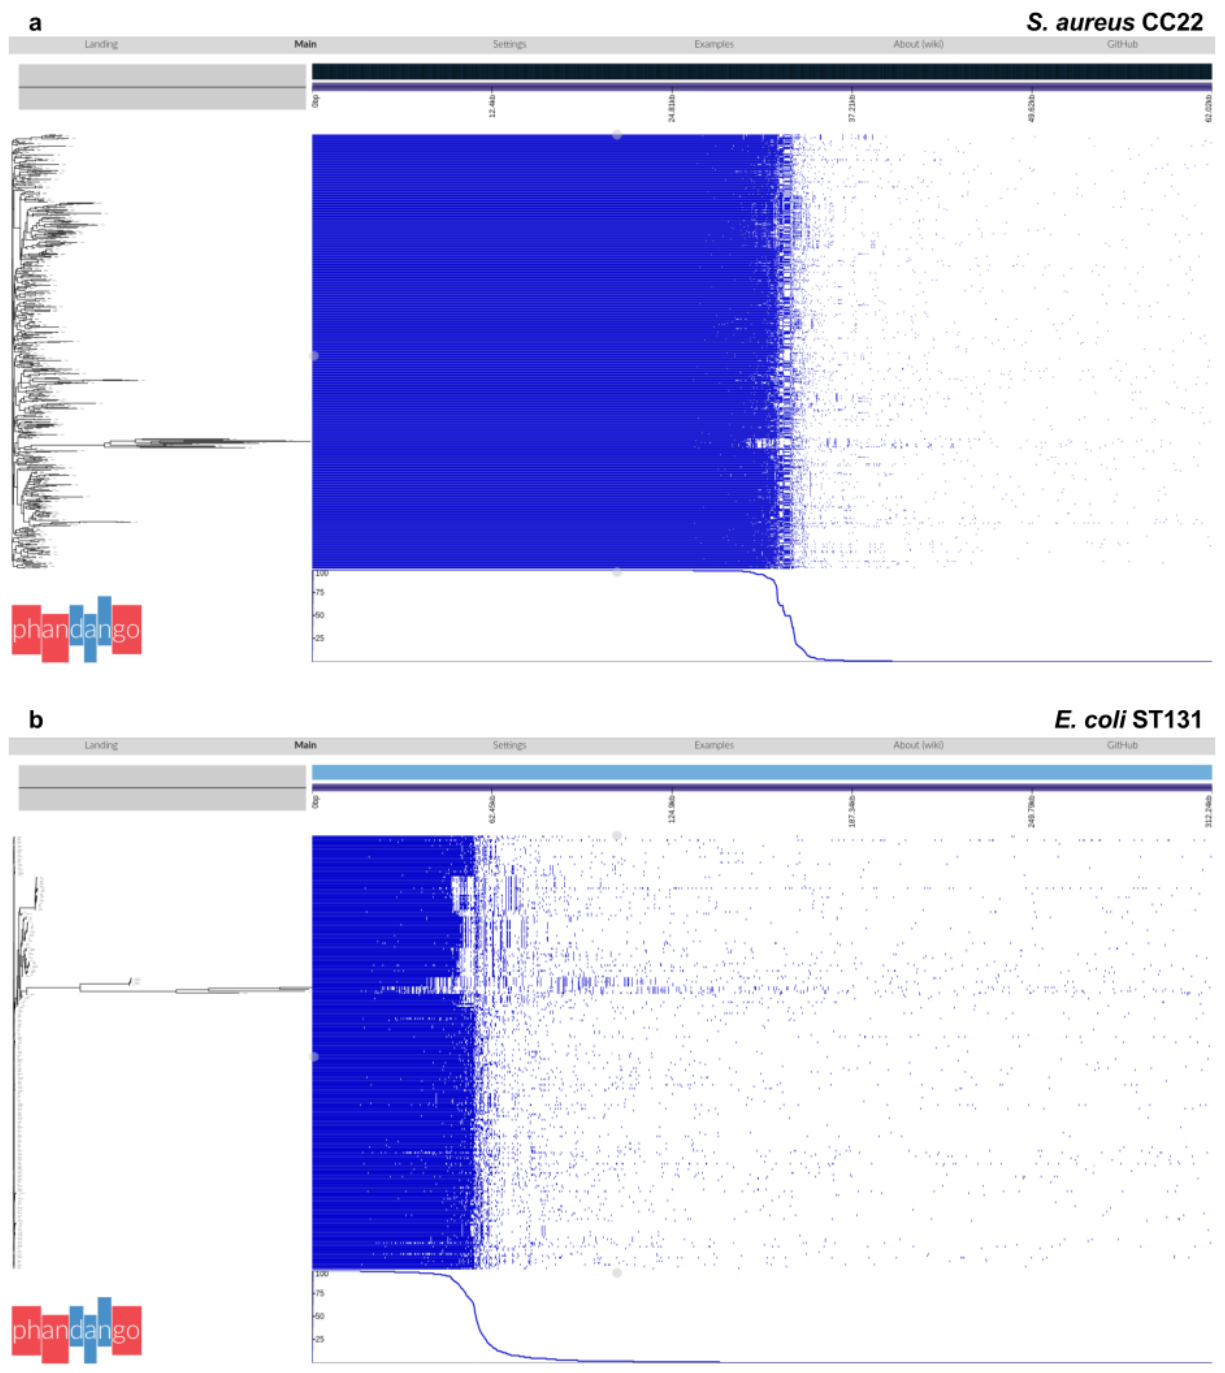 a
S. aureus CC22
Landing Main Settings Examples About (wiki) GitHub
0bp 12.4kb 24.81kb 37.21kb 49.62kb 62.02kb
100
75
50
25
phandango
b
E. coli ST131
Landing Main Settings Examples About (wiki) GitHub
0bp 62.45kb 124.9kb 187.34kb 249.79kb 312.24kb
100
75
50
25
phandango